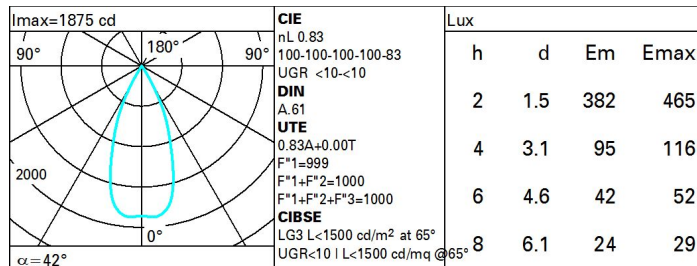 Imax=1875 cd
90°
180°
90°
2000
0°
α=42°
CIE
nL 0.83
100-100-100-100-83
UGR <10-<10
DIN
A.61
UTE
0.83A+0.00T
F"1=999
F"1+F"2=1000
F"1+F"2+F"3=1000
CIBSE
LG3 L<1500 cd/m² at 65°
UGR<10 | L<1500 cd/mq @65°
Lux
h d Em Emax
2 1.5 382 465
4 3.1 95 116
6 4.6 42 52
8 6.1 24 29